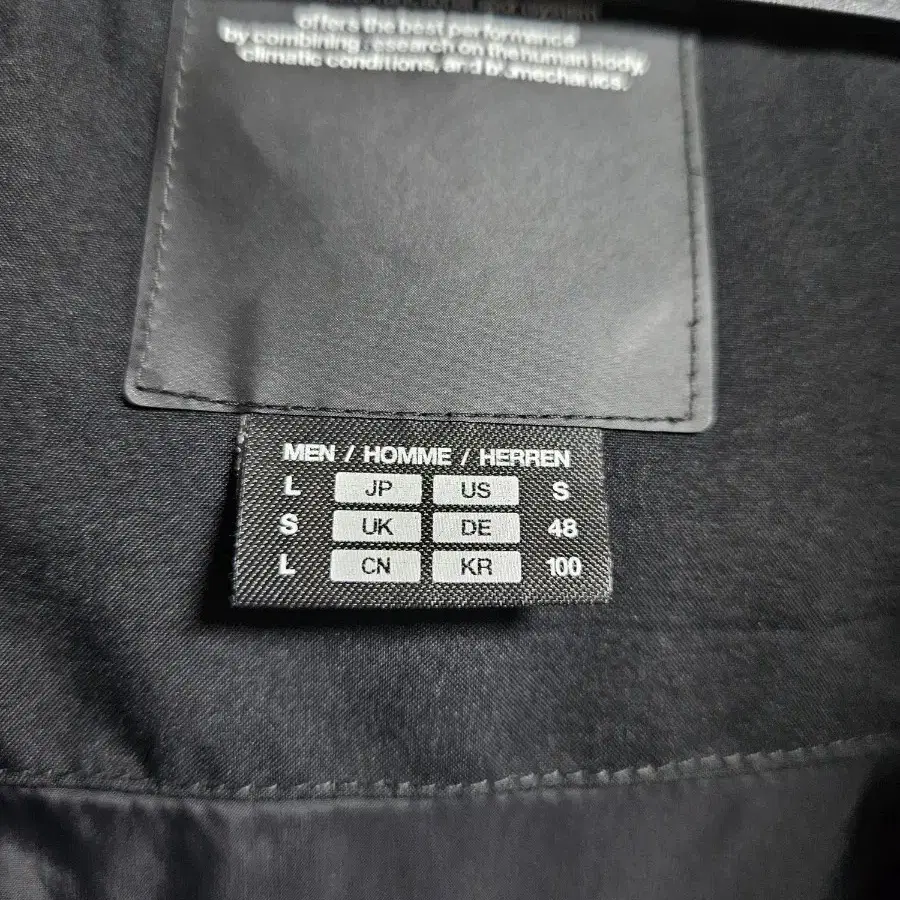 offers the best performance
by combining research on the human body,
climatic conditions, and biomechanics.
MEN / HOMME / HERREN
L JP US S
S UK DE 48
L CN KR 100